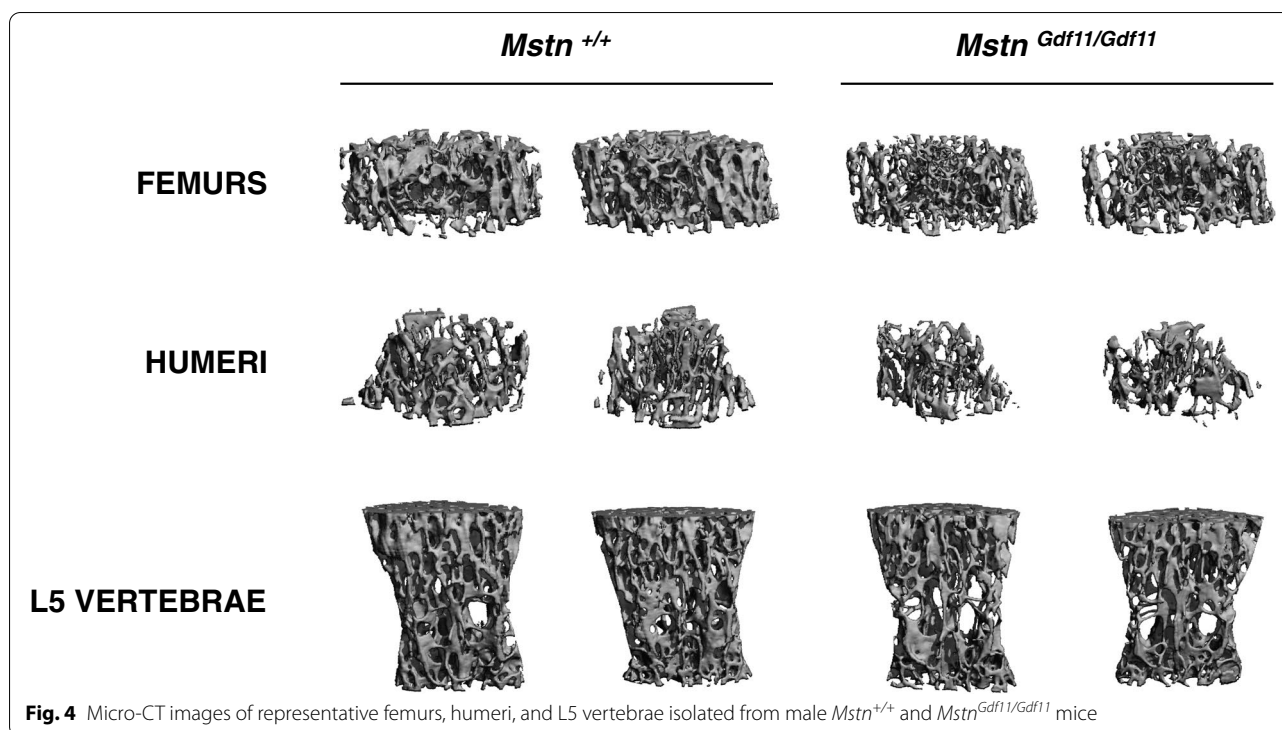 Mstn +/+ Mstn Gdf11/Gdf11
FEMURS
HUMERI
L5 VERTEBRAE
Fig. 4 Micro-CT images of representative femurs, humeri, and L5 vertebrae isolated from male Mstn+/+ and MstnGdf11/Gdf11 mice